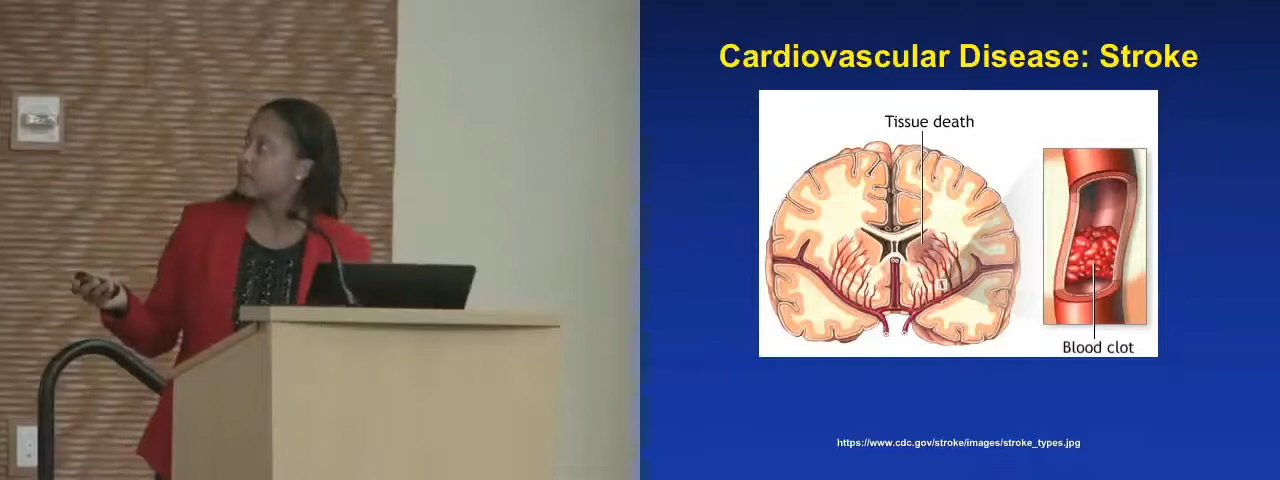 Cardiovascular Disease: Stroke
Tissue death
Blood clot
https://www.cdc.gov/stroke/images/stroke_types.jpg